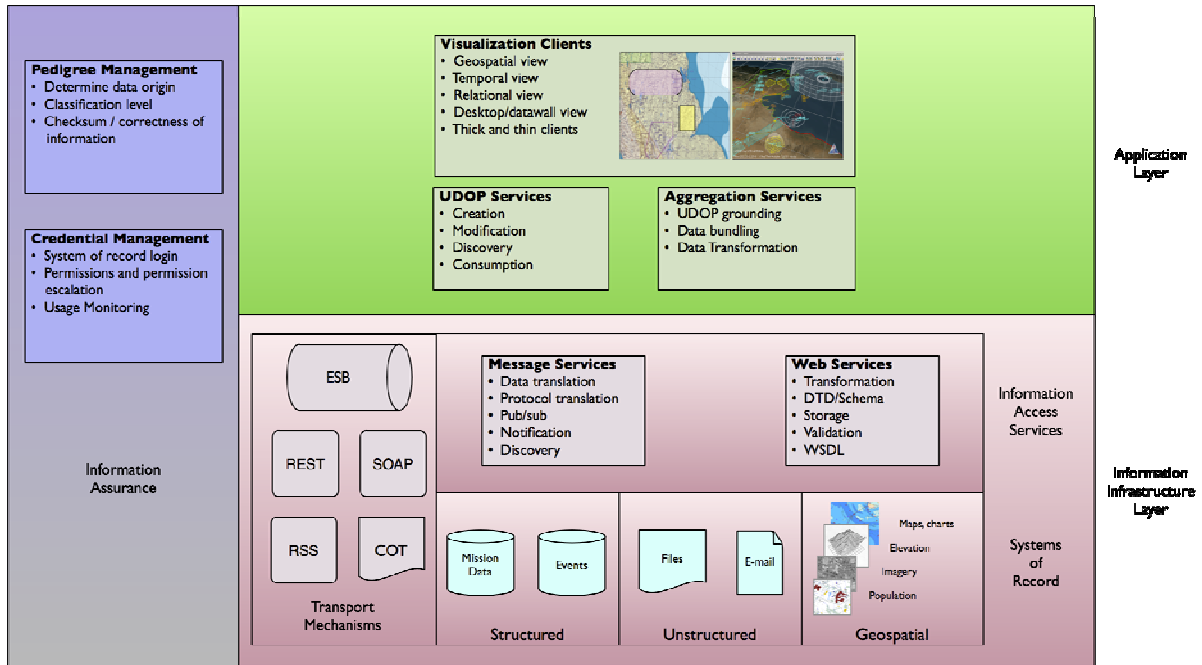 Pedigree Management
• Determine data origin
• Classification level
• Checksum / correctness of
information
Credential Management
• System of record login
• Permissions and permission
escalation
• Usage Monitoring
Information
Assurance
Visualization Clients
• Geospatial view
• Temporal view
• Relational view
• Desktop/datawall view
• Thick and thin clients
UDOP Services
• Creation
• Modification
• Discovery
• Consumption
Aggregation Services
• UDOP grounding
• Data bundling
• Data Transformation
Application
Layer
ESB
REST
SOAP
RSS
COT
Transport
Mechanisms
Message Services
• Data translation
• Protocol translation
• Pub/sub
• Notification
• Discovery
Web Services
• Transformation
• DTD/Schema
• Storage
• Validation
• WSDL
Information
Access
Services
Mission
Data
Events
Structured
Files
E-mail
Unstructured
Maps, charts
Elevation
Imagery
Population
Geospatial
Systems
of
Record
Information
Infrastructure
Layer